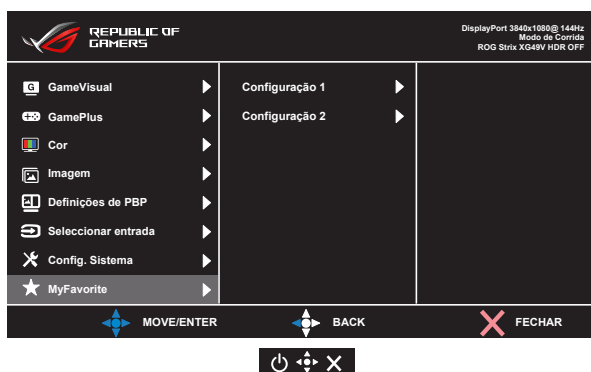 REPUBLIC OF
GAMERS
DisplayPort 3840x1080@ 144Hz
Modo de Corrida
ROG Strix XG49V HDR OFF
G
GameVisual
GamePlus
Cor
Imagem
Definições de PBP
Seleccionar entrada
Config. Sistema
MyFavorite
Configuração 1
Configuração 2
MOVE/ENTER
BACK
FECHAR